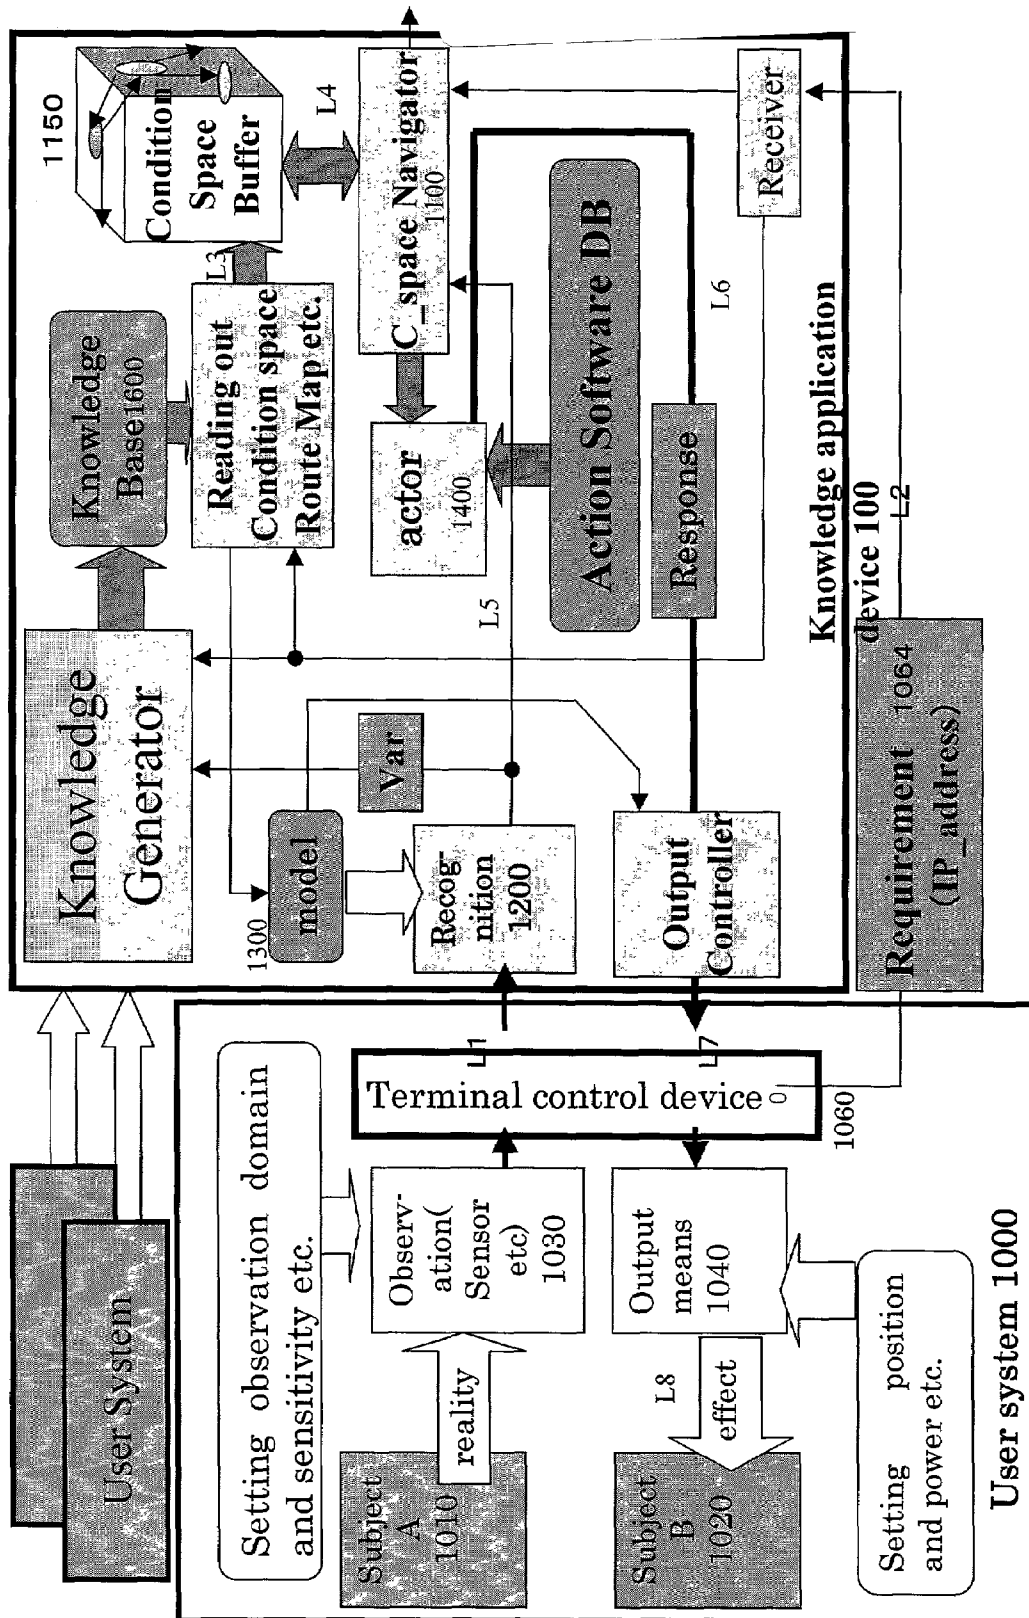 User System
Setting observation domain
and sensitivity etc.
Subject
A
1010
reality
Observ-
ation(
Sensor
etc)
1030
Terminal control device 0
1060
L1
L7
Subject
B
1020
effect
L8
Output
means
1040
Setting position
and power etc.
User system 1000
Knowledge
Generator
Knowledge
Base1600
Reading out
Condition space
Route Map etc.
L3
Condition
Space
Buffer
1150
L4
C_space Navigator
1100
actor
1400
model
1300
Var
Recog-
nition
1200
L5
Action Software DB
Response
L6
Output
Controller
Receiver
Knowledge application
device 100
L2
Requirement 1064
(IP_address)